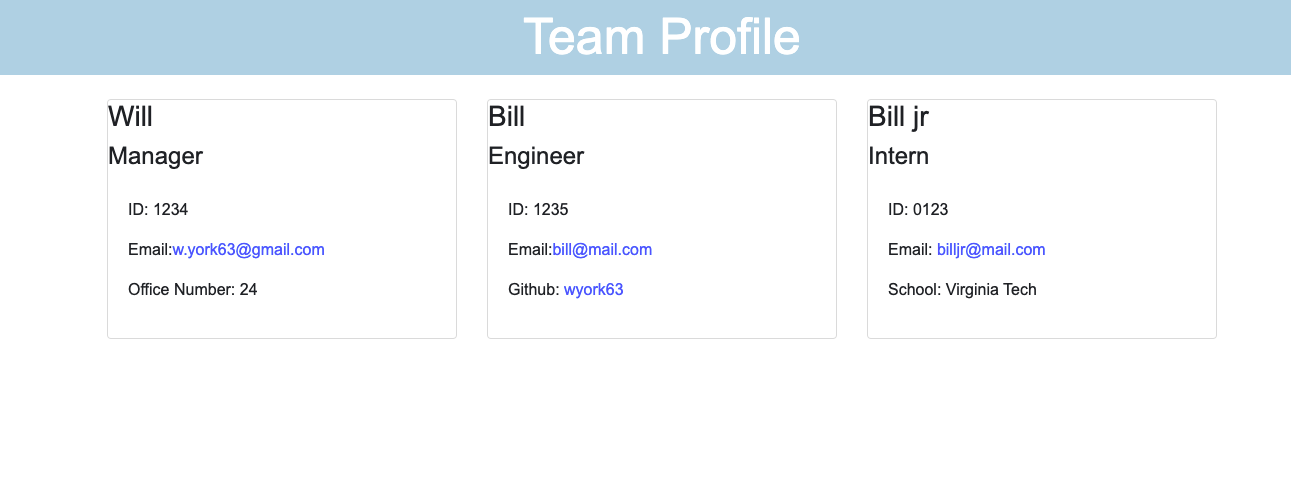 Team Profile
Will
Manager
ID: 1234
Email:w.york63@gmail.com
Office Number: 24
Bill
Engineer
ID: 1235
Email:bill@mail.com
Github: wyork63
Bill jr
Intern
ID: 0123
Email: billjr@mail.com
School: Virginia Tech